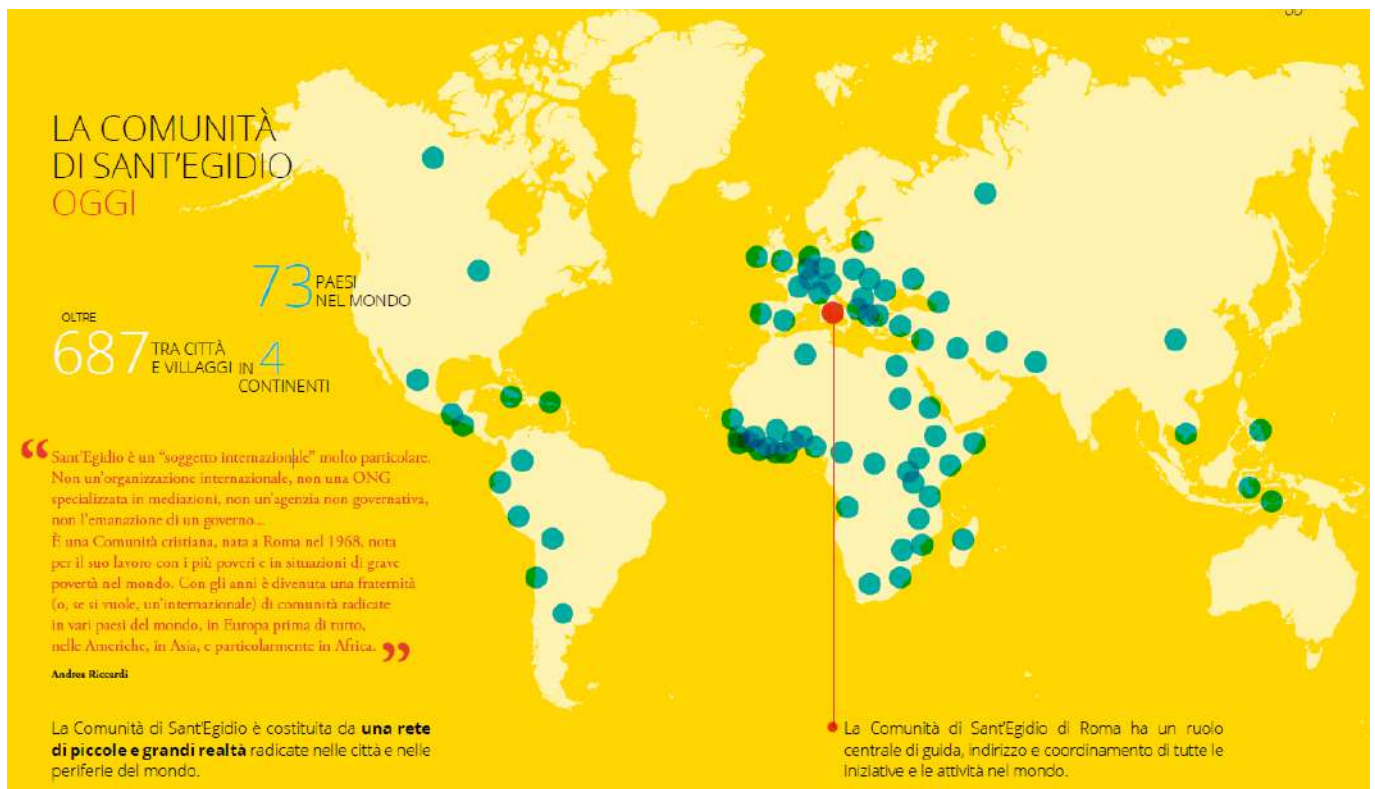 LA COMUNITÀ
DI SANT'EGIDIO
OGGI
73 PAESI
NEL MONDO
OLTRE
687 TRA CITTÀ
E VILLAGGI IN 4
CONTINENTI
“ Sant'Egidio è un “soggetto internazionale” molto particolare.
Non un'organizzazione internazionale, non una ONG
specializzata in mediazioni, non un'agenzia non governativa,
non l'emanazione di un governo...
È una Comunità cristiana, nata a Roma nel 1968, nota
per il suo lavoro con i più poveri e in situazioni di grave
povertà nel mondo. Con gli anni è divenuta una fraternità
(o, se si vuole, un'internazionale) di comunità radicate
in vari paesi del mondo, in Europa prima di tutto,
nelle Americhe, in Asia, e particolarmente in Africa. ”
Andrea Riccardi
La Comunità di Sant'Egidio è costituita da una rete
di piccole e grandi realtà radicate nelle città e nelle
periferie del mondo.
La Comunità di Sant'Egidio di Roma ha un ruolo
centrale di guida, indirizzo e coordinamento di tutte le
iniziative e le attività nel mondo.